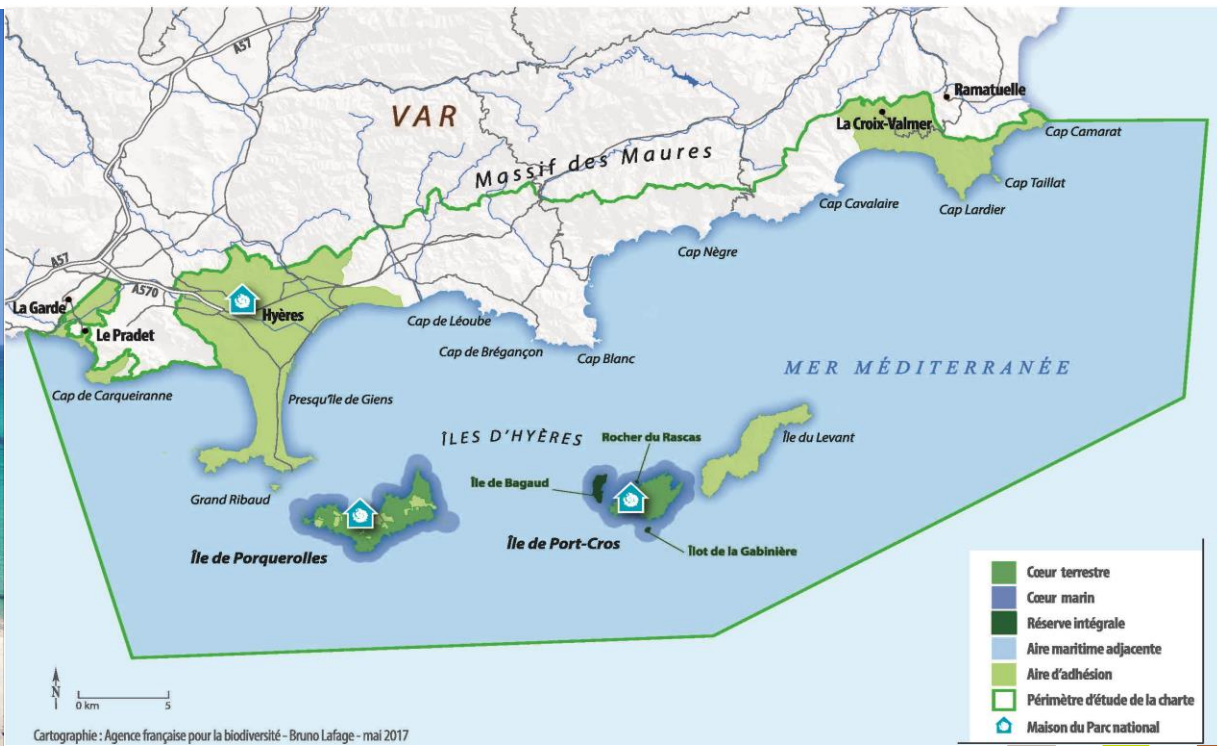 A57
VAR
Ramatuelle
La Croix-Valmer
Cap Camarat
Massif des Maures
Cap Taillat
Cap Cavalaire
Cap Lardier
Cap Nègre
A57
A570
La Garde
Hyères
Le Pradet
Cap de Léoube
Cap de Brégançon
Cap Blanc
MER MÉDITERRANÉE
Cap de Carqueiranne
Presqu'île de Giens
ÎLES D'HYÈRES
Rocher du Rascas
Île du Levant
Île de Bagaud
Grand Ribaud
Île de Porquerolles
Île de Port-Cros
Îlot de la Gabinière
Cœur terrestre
Cœur marin
Réserve intégrale
Aire maritime adjacente
Aire d'adhésion
Périmètre d'étude de la charte
Maison du Parc national
N
0 km 5
Cartographie : Agence française pour la biodiversité - Bruno Lafage - mai 2017